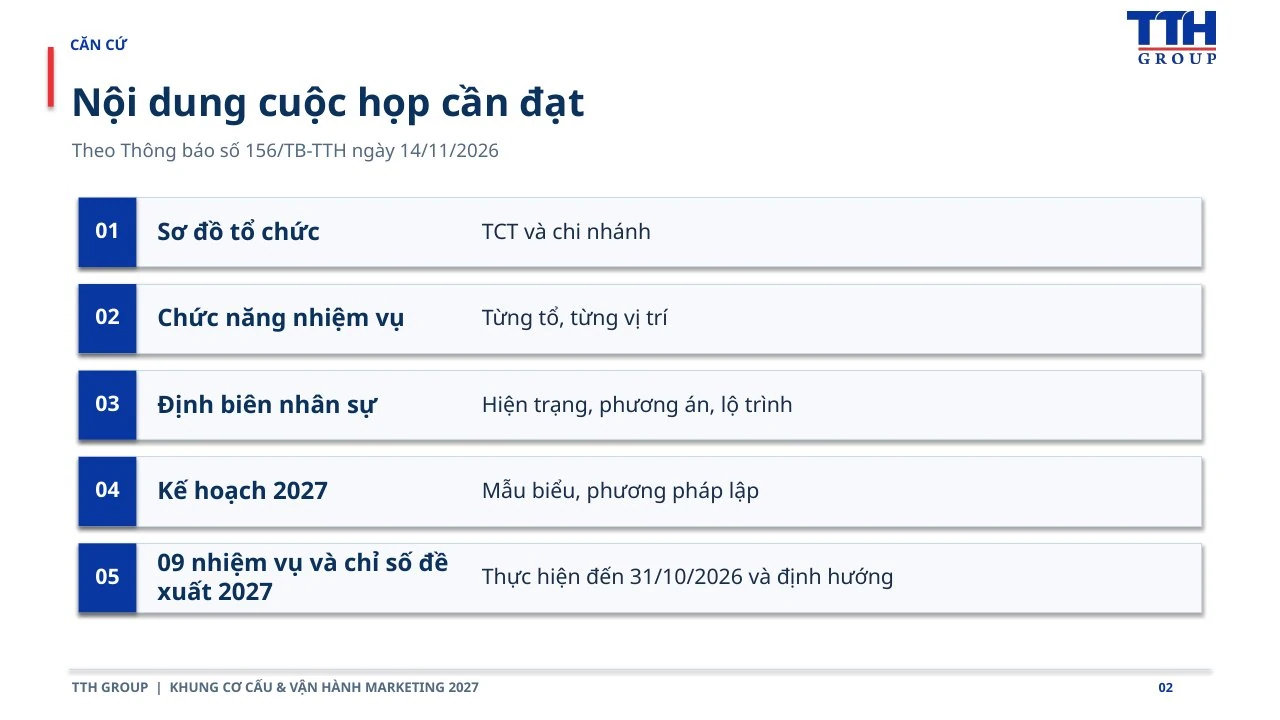 TTH
GROUP
CĂN CỨ
Nội dung cuộc họp cần đạt
Theo Thông báo số 156/TB-TTH ngày 14/11/2026
01 Sơ đồ tổ chức TCT và chi nhánh
02 Chức năng nhiệm vụ Từng tổ, từng vị trí
03 Định biên nhân sự Hiện trạng, phương án, lộ trình
04 Kế hoạch 2027 Mẫu biểu, phương pháp lập
05 09 nhiệm vụ và chỉ số đề
xuất 2027 Thực hiện đến 31/10/2026 và định hướng
TTH GROUP | KHUNG CƠ CẤU & VẬN HÀNH MARKETING 2027 02